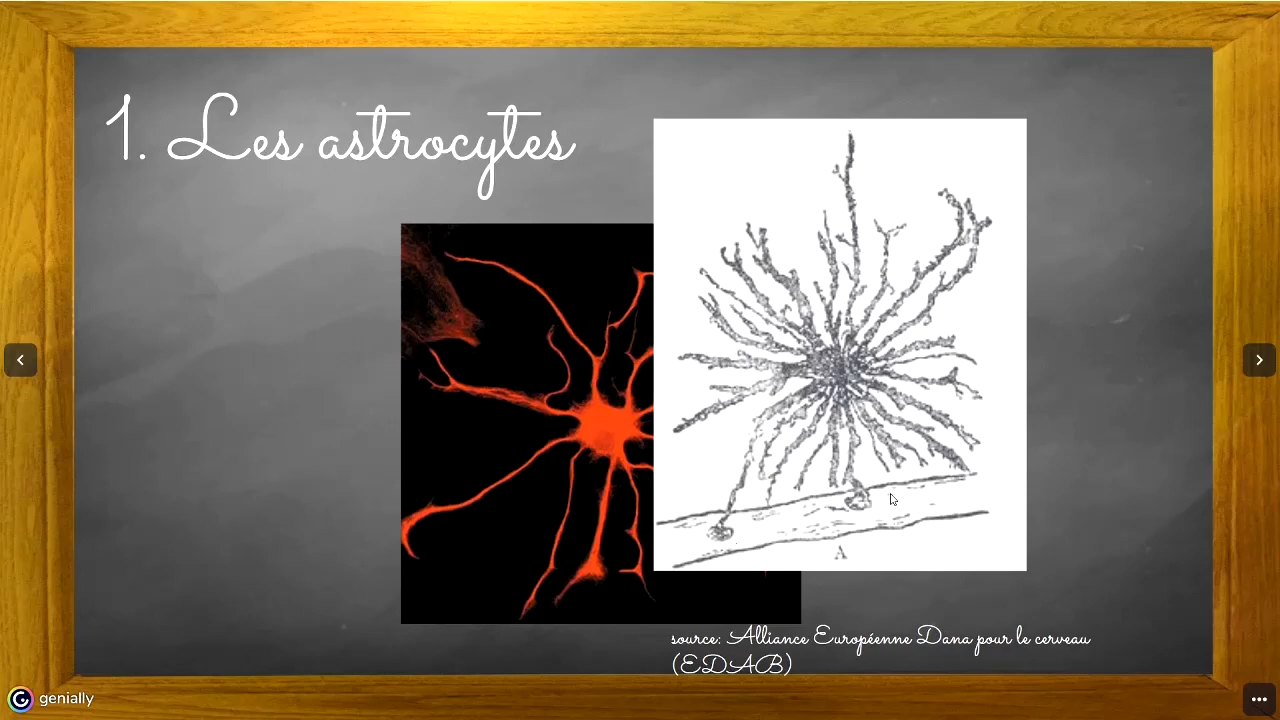 1. Les astrocytes
A
source: Alliance Européenne Dana pour le cerveau
(EDAB)
genially